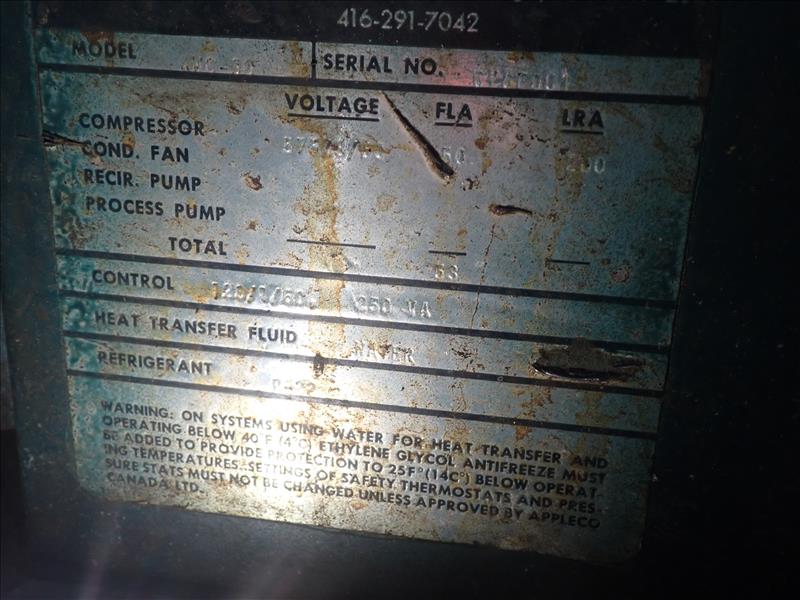 416-291-7042
MODEL SERIAL NO.
VOLTAGE FLA LRA
COMPRESSOR
COND. FAN
RECIR. PUMP
PROCESS PUMP
TOTAL 53
CONTROL 250 VA
HEAT TRANSFER FLUID WATER
REFRIGERANT
WARNING: ON SYSTEMS USING WATER FOR HEAT TRANSFER AND
OPERATING BELOW 40°F (4°C) ETHYLENE GLYCOL ANTIFREEZE MUST
BE ADDED TO PROVIDE PROTECTION TO 25F° (14C°) BELOW OPERAT-
ING TEMPERATURES. SETTINGS OF SAFETY THERMOSTATS AND PRES-
SURE STATS MUST NOT BE CHANGED UNLESS APPROVED BY APPLECO
CANADA LTD.